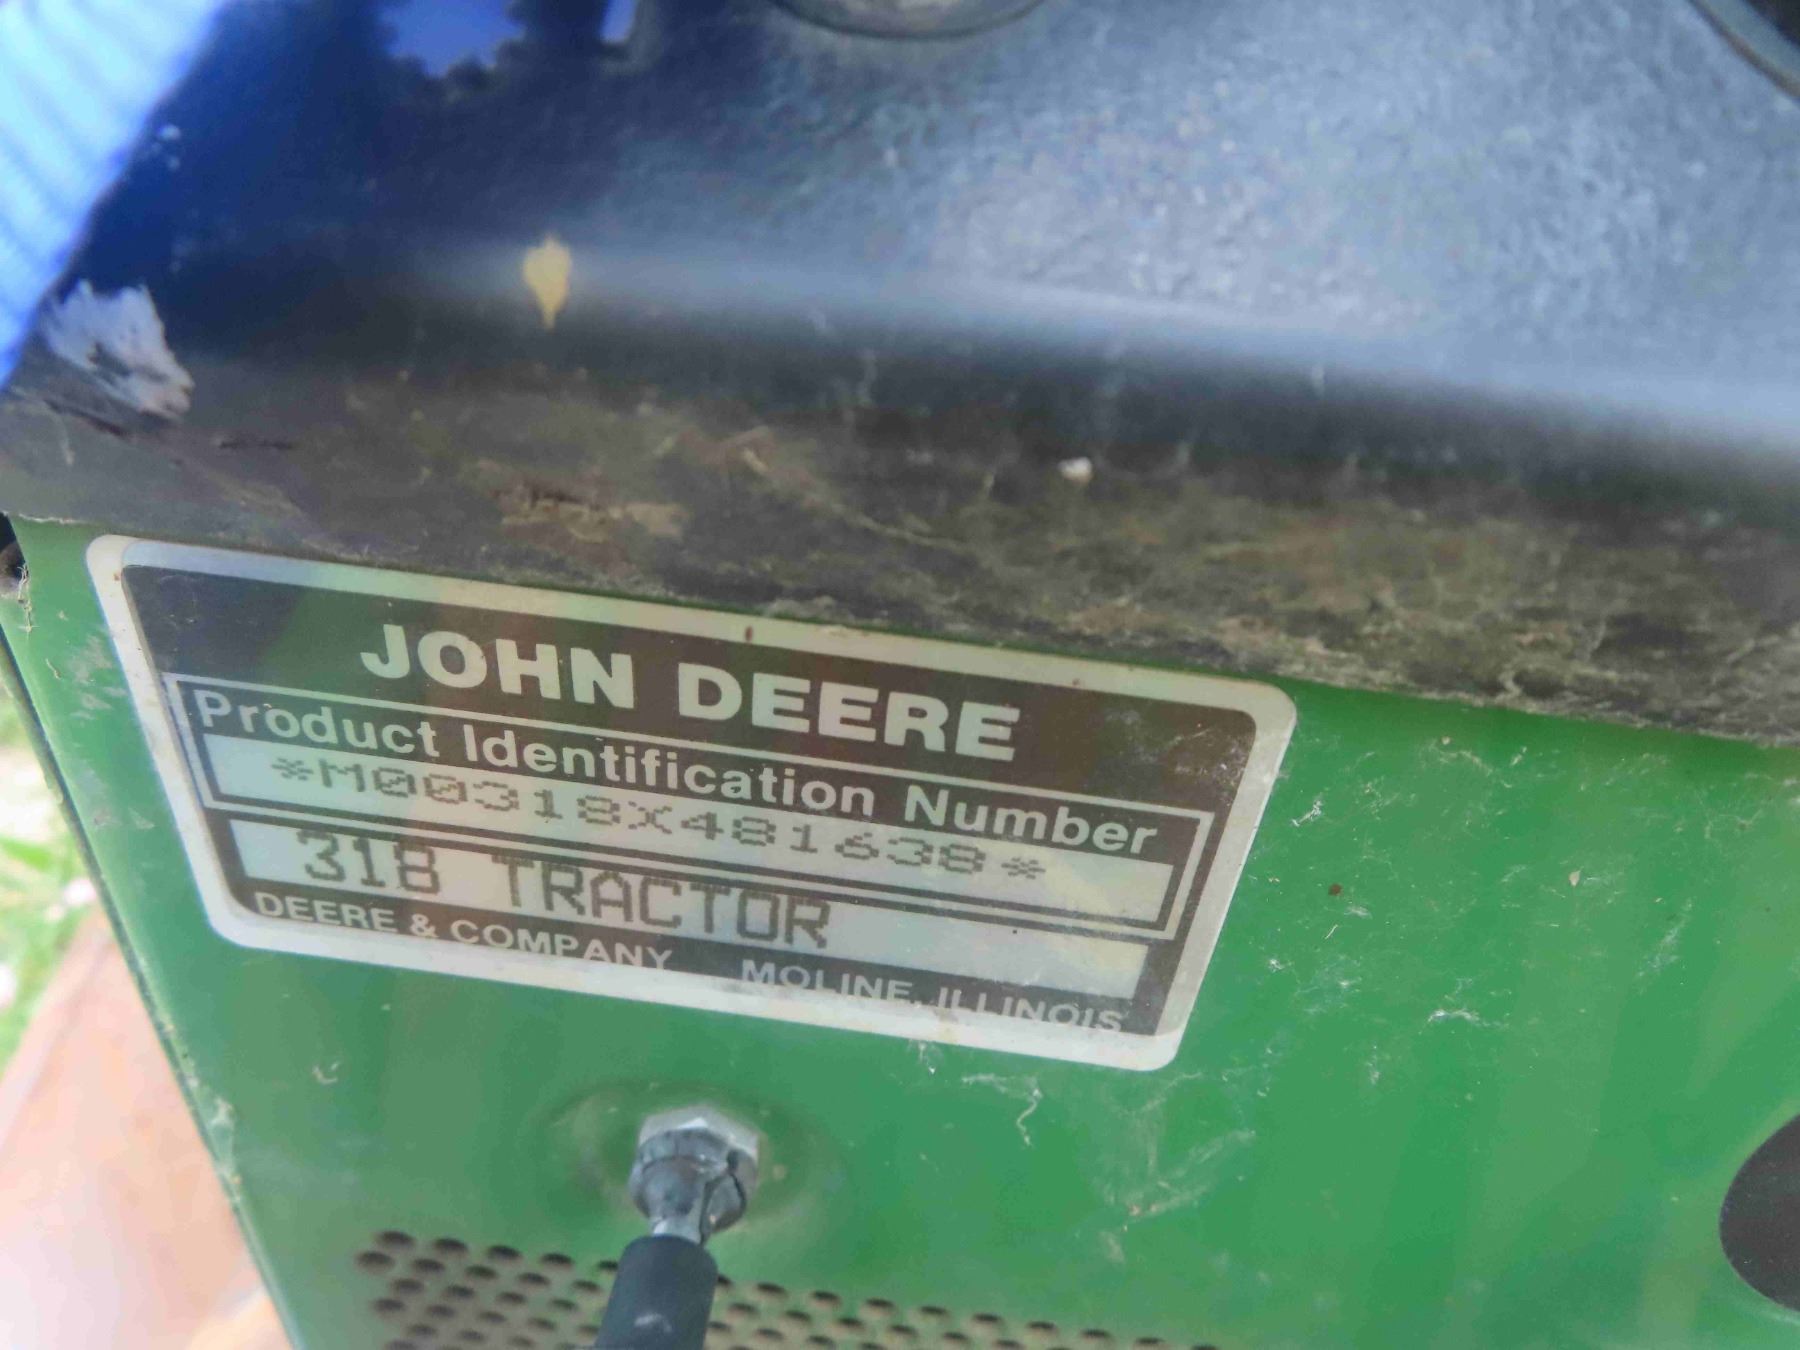 JOHN DEERE
Product Identification Number
*M00318X481638*
318 TRACTOR
DEERE & COMPANY MOLINE, ILLINOIS